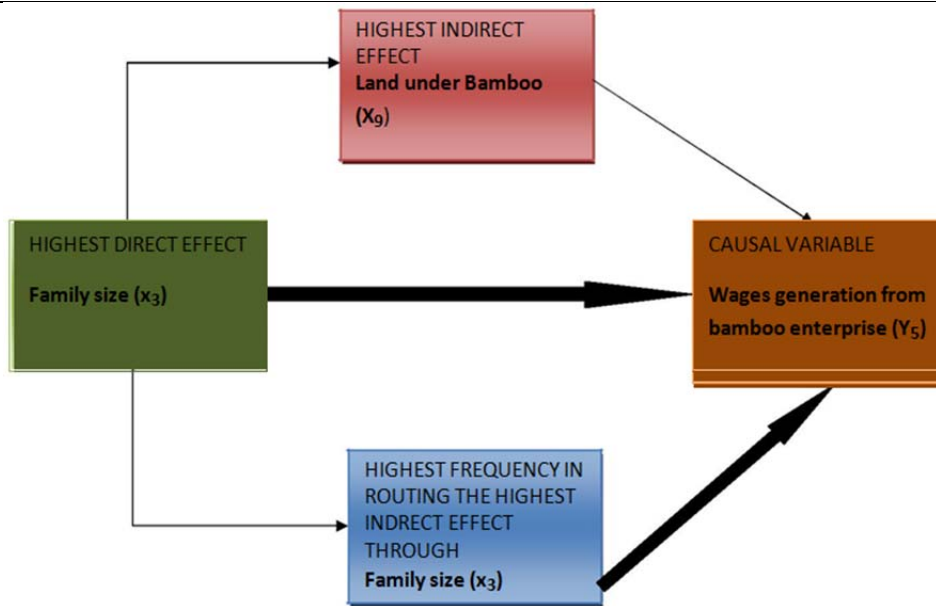 HIGHEST INDIRECT
EFFECT
Land under Bamboo
(X₉)
HIGHEST DIRECT EFFECT
Family size (x₃)
CAUSAL VARIABLE
Wages generation from
bamboo enterprise (Y₅)
HIGHEST FREQUENCY IN
ROUTING THE HIGHEST
INDRECT EFFECT
THROUGH
Family size (x₃)